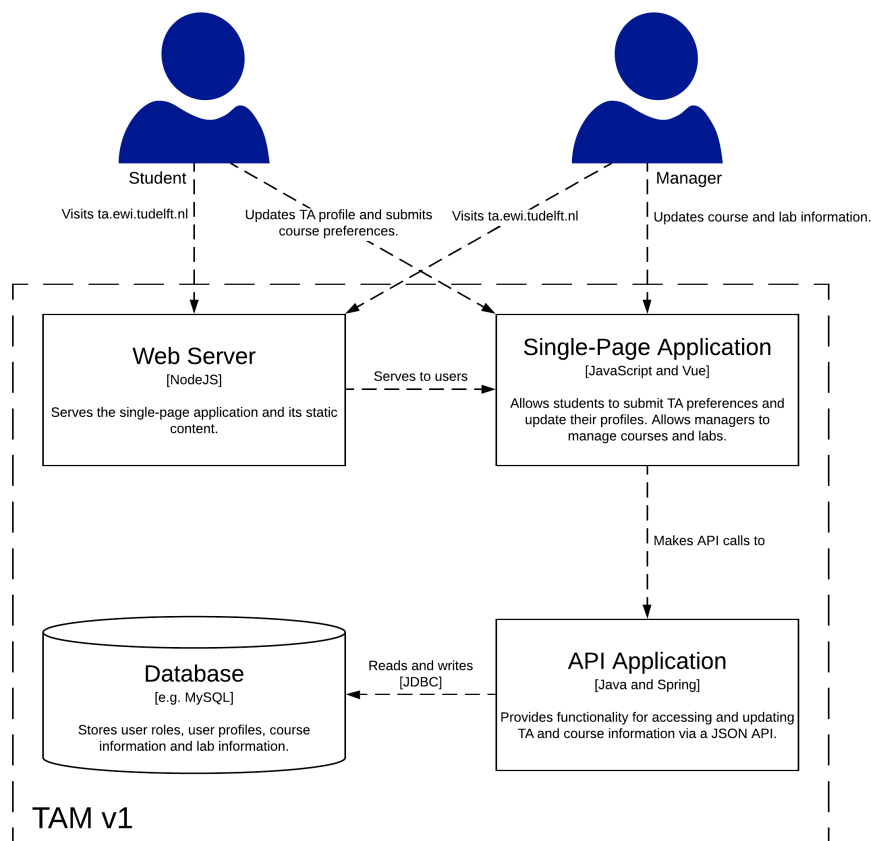 Student
Manager
Visits ta.ewi.tudelft.nl
Updates TA profile and submits
course preferences.
Visits ta.ewi.tudelft.nl
Updates course and lab information.
Web Server
[NodeJS]
Serves the single-page application and its static
content.
Serves to users
Single-Page Application
[JavaScript and Vue]
Allows students to submit TA preferences and
update their profiles. Allows managers to
manage courses and labs.
Makes API calls to
Database
[e.g. MySQL]
Stores user roles, user profiles, course
information and lab information.
Reads and writes
[JDBC]
API Application
[Java and Spring]
Provides functionality for accessing and updating
TA and course information via a JSON API.
TAM v1